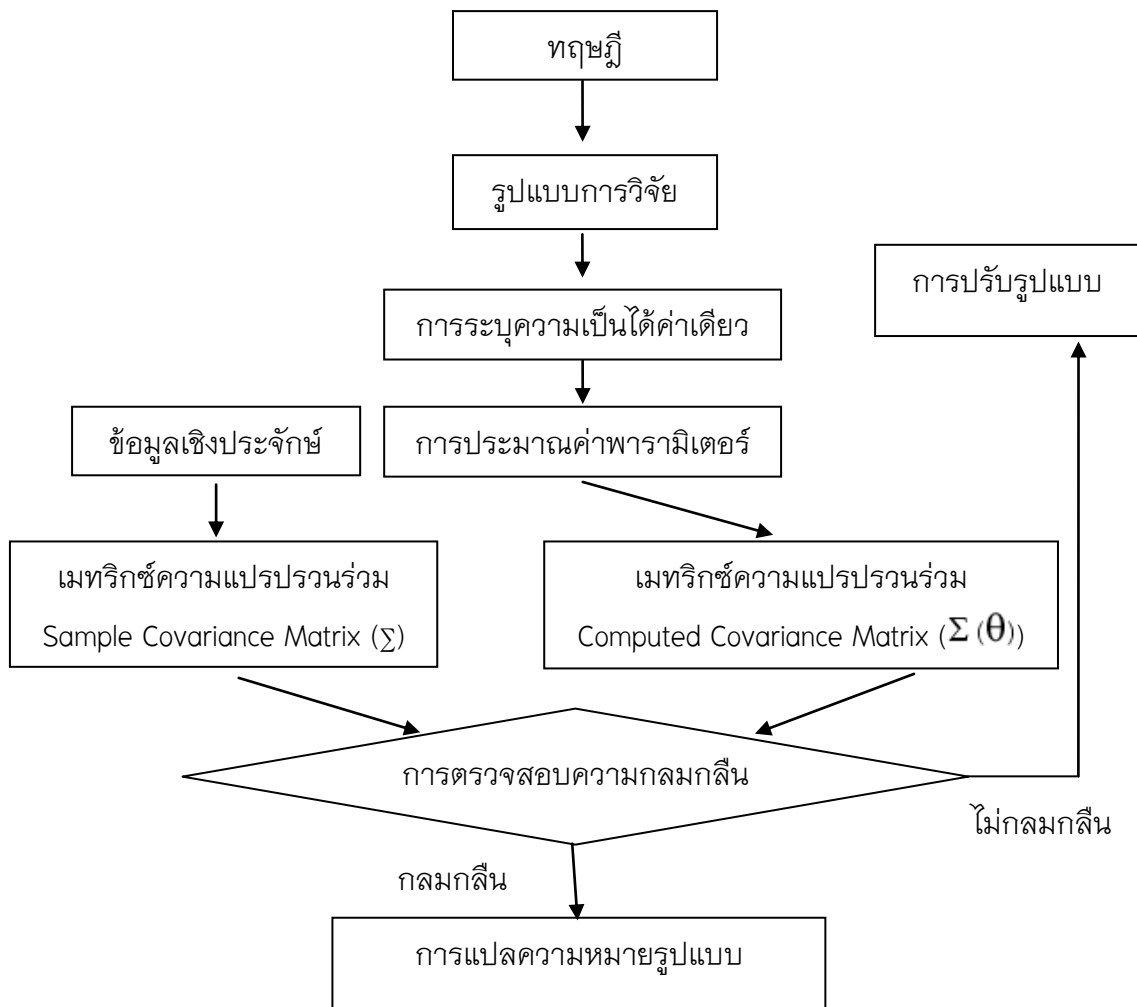 ทฤษฎี
รูปแบบการวิจัย
การปรับรูปแบบ
การระบุความเป็นได้ค่าเดียว
ข้อมูลเชิงประจักษ์
การประมาณค่าพารามิเตอร์
เมทริกซ์ความแปรปรวนร่วม
Sample Covariance Matrix (∑)
เมทริกซ์ความแปรปรวนร่วม
Computed Covariance Matrix (Σ (θ))
การตรวจสอบความกลมกลืน
ไม่กลมกลืน
กลมกลืน
การแปลความหมายรูปแบบ